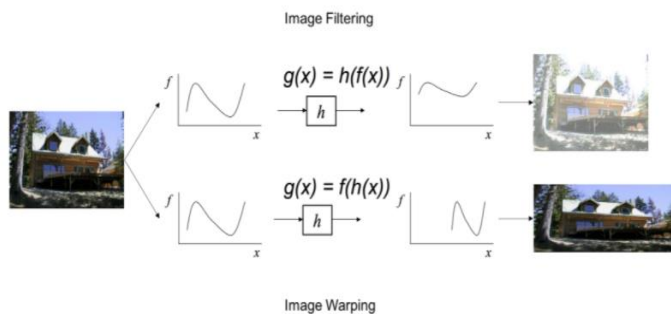 Image Filtering
f
x
g(x) = h(f(x))
h
f
x
f
x
g(x) = f(h(x))
h
f
x
Image Warping